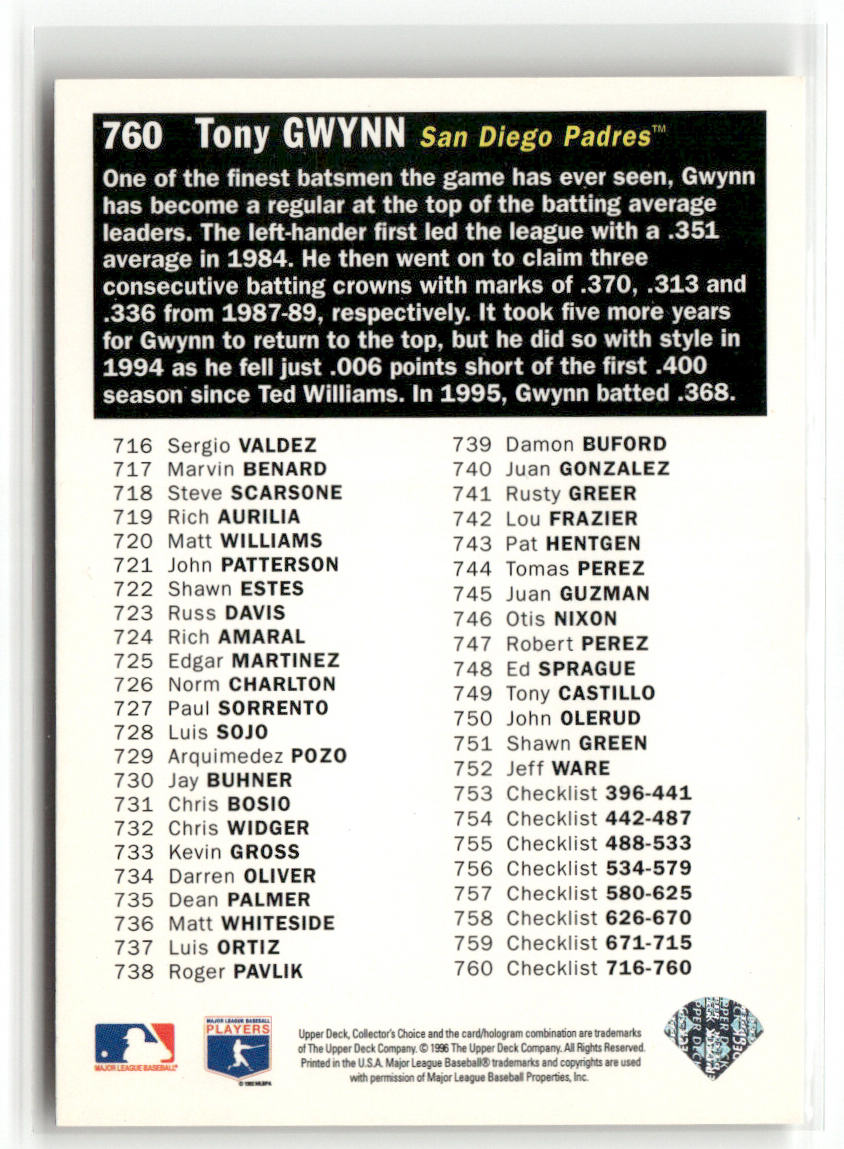 760 Tony GWYNN San Diego Padres™
One of the finest batsmen the game has ever seen, Gwynn
has become a regular at the top of the batting average
leaders. The left-hander first led the league with a .351
average in 1984. He then went on to claim three
consecutive batting crowns with marks of .370, .313 and
.336 from 1987-89, respectively. It took five more years
for Gwynn to return to the top, but he did so with style in
1994 as he fell just .006 points short of the first .400
season since Ted Williams. In 1995, Gwynn batted .368.
716 Sergio VALDEZ
717 Marvin BENARD
718 Steve SCARSONE
719 Rich AURILIA
720 Matt WILLIAMS
721 John PATTERSON
722 Shawn ESTES
723 Russ DAVIS
724 Rich AMARAL
725 Edgar MARTINEZ
726 Norm CHARLTON
727 Paul SORRENTO
728 Luis SOJO
729 Arquimedez POZO
730 Jay BUHNER
731 Chris BOSIO
732 Chris WIDGER
733 Kevin GROSS
734 Darren OLIVER
735 Dean PALMER
736 Matt WHITESIDE
737 Luis ORTIZ
738 Roger PAVLIK
739 Damon BUFORD
740 Juan GONZALEZ
741 Rusty GREER
742 Lou FRAZIER
743 Pat HENTGEN
744 Tomas PEREZ
745 Juan GUZMAN
746 Otis NIXON
747 Robert PEREZ
748 Ed SPRAGUE
749 Tony CASTILLO
750 John OLERUD
751 Shawn GREEN
752 Jeff WARE
753 Checklist 396-441
754 Checklist 442-487
755 Checklist 488-533
756 Checklist 534-579
757 Checklist 580-625
758 Checklist 626-670
759 Checklist 671-715
760 Checklist 716-760
MAJOR LEAGUE BASEBALL
MAJOR LEAGUE BASEBALL
PLAYERS
Upper Deck, Collector's Choice and the card/hologram combination are trademarks
of The Upper Deck Company. © 1996 The Upper Deck Company. All Rights Reserved.
Printed in the U.S.A. Major League Baseball® trademarks and copyrights are used
with permission of Major League Baseball Properties, Inc.